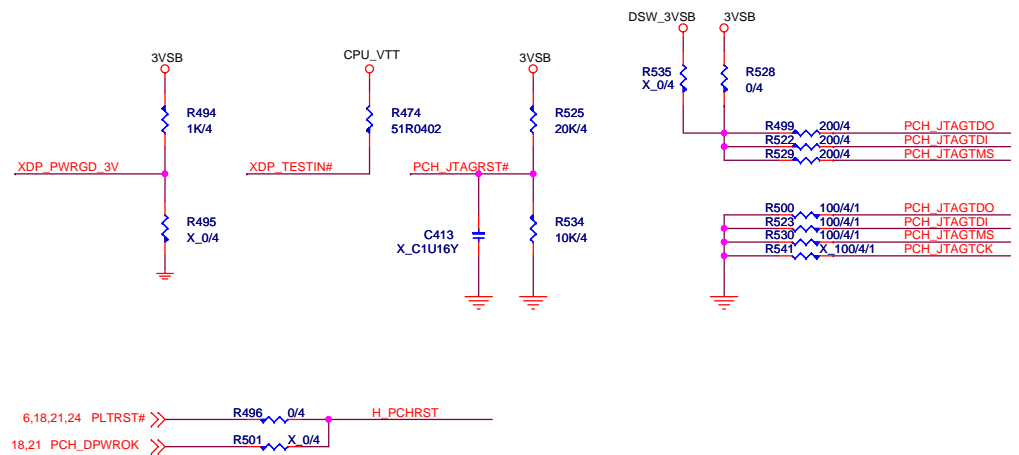 DSW_3VSB 3VSB
3VSB CPU_VTT 3VSB
R535 X_0/4
R528 0/4
R494 1K/4
R474 51R0402
R525 20K/4
R499 200/4 PCH_JTAGTDO
R522 200/4 PCH_JTAGTDI
R529 200/4 PCH_JTAGTMS
XDP_PWRGD_3V XDP_TESTIN# PCH_JTAGRST#
R495 X_0/4
C413 X_C1U16Y
R534 10K/4
R500 100/4/1 PCH_JTAGTDO
R523 100/4/1 PCH_JTAGTDI
R530 100/4/1 PCH_JTAGTMS
R541 X_100/4/1 PCH_JTAGTCK
6,18,21,24 PLTRST# R496 0/4 H_PCHRST
18,21 PCH_DPWROK R501 X_0/4